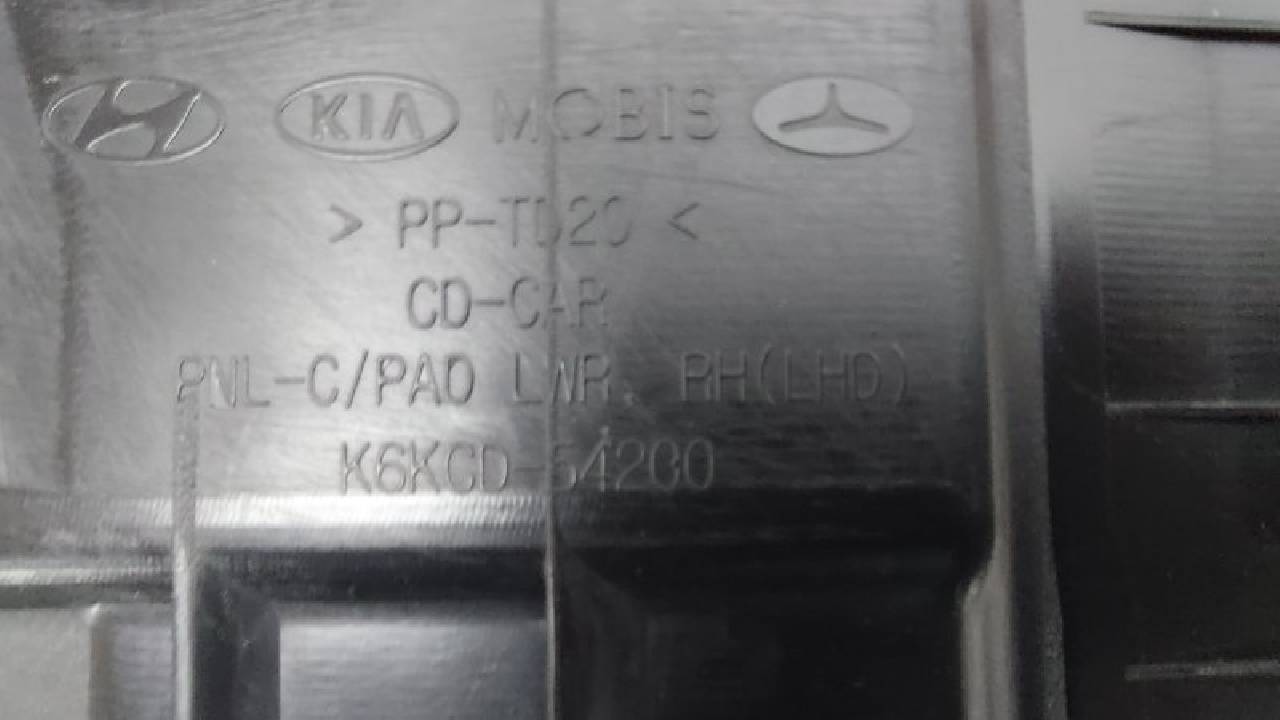 KIA MOBIS
> PP-TD20 <
CD-CAR
PNL-C/PAD LWR, RH(LHD)
K6KCD-54200